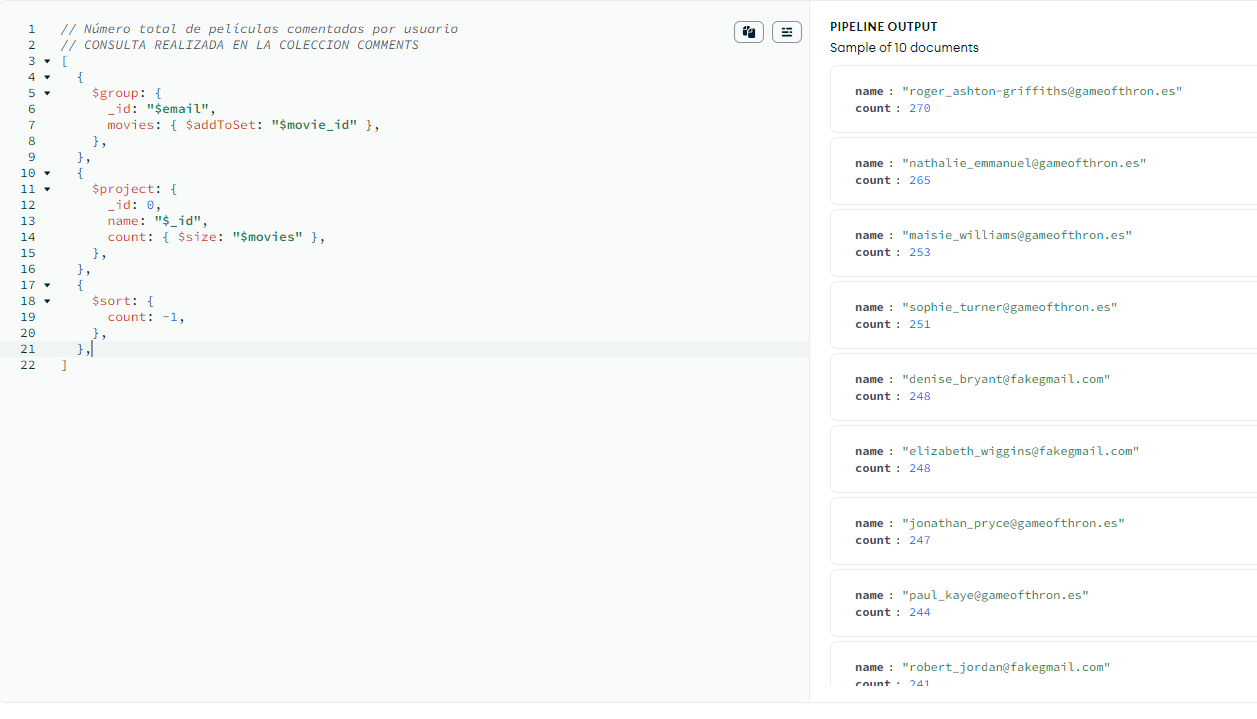 1 // Número total de películas comentadas por usuario
2 // CONSULTA REALIZADA EN LA COLECCION COMMENTS
3 [
4 {
5 $group: {
6 _id: "$email",
7 movies: { $addToSet: "$movie_id" },
8 },
9 },
10 {
11 $project: {
12 _id: 0,
13 name: "$_id",
14 count: { $size: "$movies" },
15 },
16 },
17 {
18 $sort: {
19 count: -1,
20 },
21 },
22 ]
PIPELINE OUTPUT
Sample of 10 documents
name : "roger_ashton-griffiths@gameofthron.es"
count : 270
name : "nathalie_emmanuel@gameofthron.es"
count : 265
name : "maisie_williams@gameofthron.es"
count : 253
name : "sophie_turner@gameofthron.es"
count : 251
name : "denise_bryant@fakegmail.com"
count : 248
name : "elizabeth_wiggins@fakegmail.com"
count : 248
name : "jonathan_pryce@gameofthron.es"
count : 247
name : "paul_kaye@gameofthron.es"
count : 244
name : "robert_jordan@fakegmail.com"
count : 241